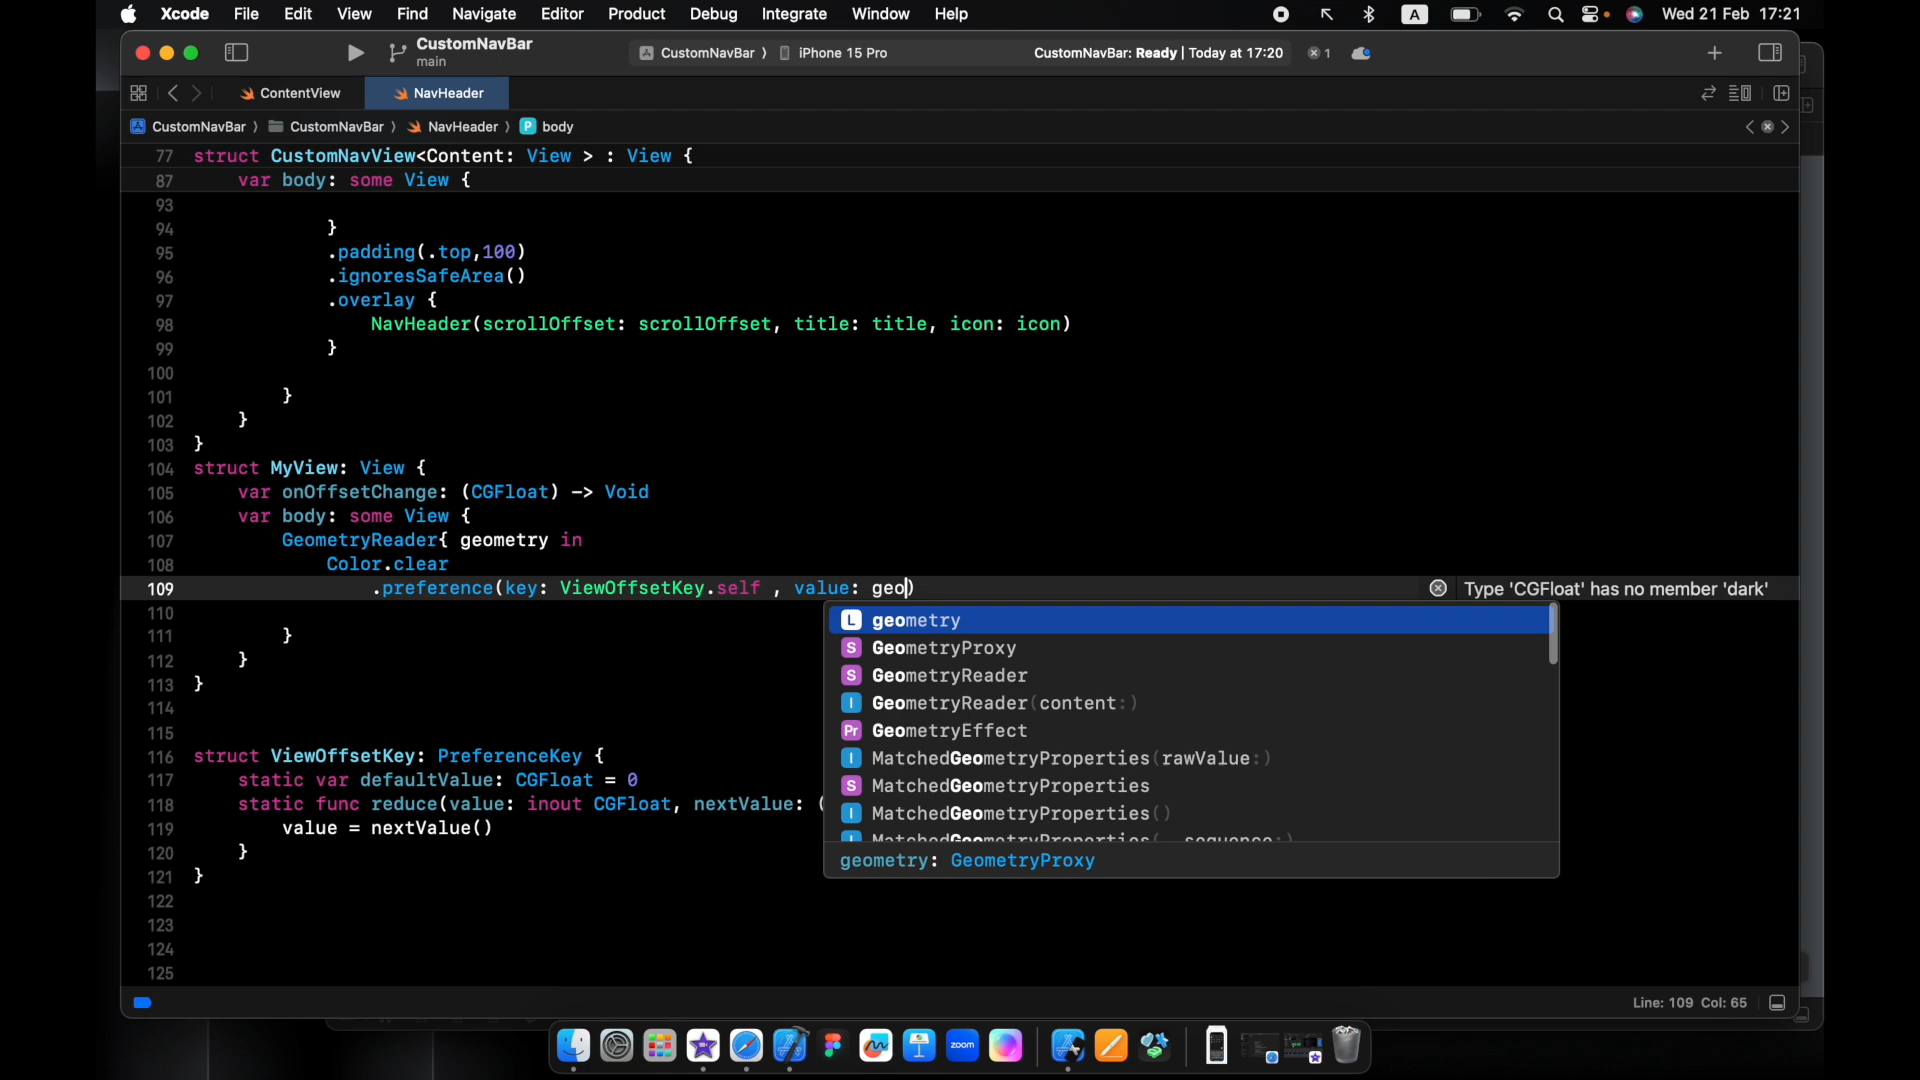 Xcode File Edit View Find Navigate Editor Product Debug Integrate Window Help A Wed 21 Feb 17:21
CustomNavBar
main
CustomNavBar 〉 iPhone 15 Pro CustomNavBar: Ready | Today at 17:20 1
ContentView NavHeader
CustomNavBar 〉 CustomNavBar 〉 NavHeader 〉 P body
77 struct CustomNavView<Content: View > : View {
87 var body: some View {
93
94 }
95 .padding(.top,100)
96 .ignoresSafeArea()
97 .overlay {
98 NavHeader(scrollOffset: scrollOffset, title: title, icon: icon)
99 }
100
101 }
102 }
103 }
104 struct MyView: View {
105 var onOffsetChange: (CGFloat) -> Void
106 var body: some View {
107 GeometryReader{ geometry in
108 Color.clear
109 .preference(key: ViewOffsetKey.self , value: geo) Type 'CGFloat' has no member 'dark'
110
111 }
112 }
113 }
114
115
116 struct ViewOffsetKey: PreferenceKey {
117 static var defaultValue: CGFloat = 0
118 static func reduce(value: inout CGFloat, nextValue: (
119 value = nextValue()
120 }
121 }
122
123
124
125
L geometry
S GeometryProxy
S GeometryReader
I GeometryReader(content:)
Pr GeometryEffect
I MatchedGeometryProperties(rawValue:)
S MatchedGeometryProperties
I MatchedGeometryProperties()
I MatchedGeometryProperties(_ sequence:)
geometry: GeometryProxy
Line: 109 Col: 65
zoom